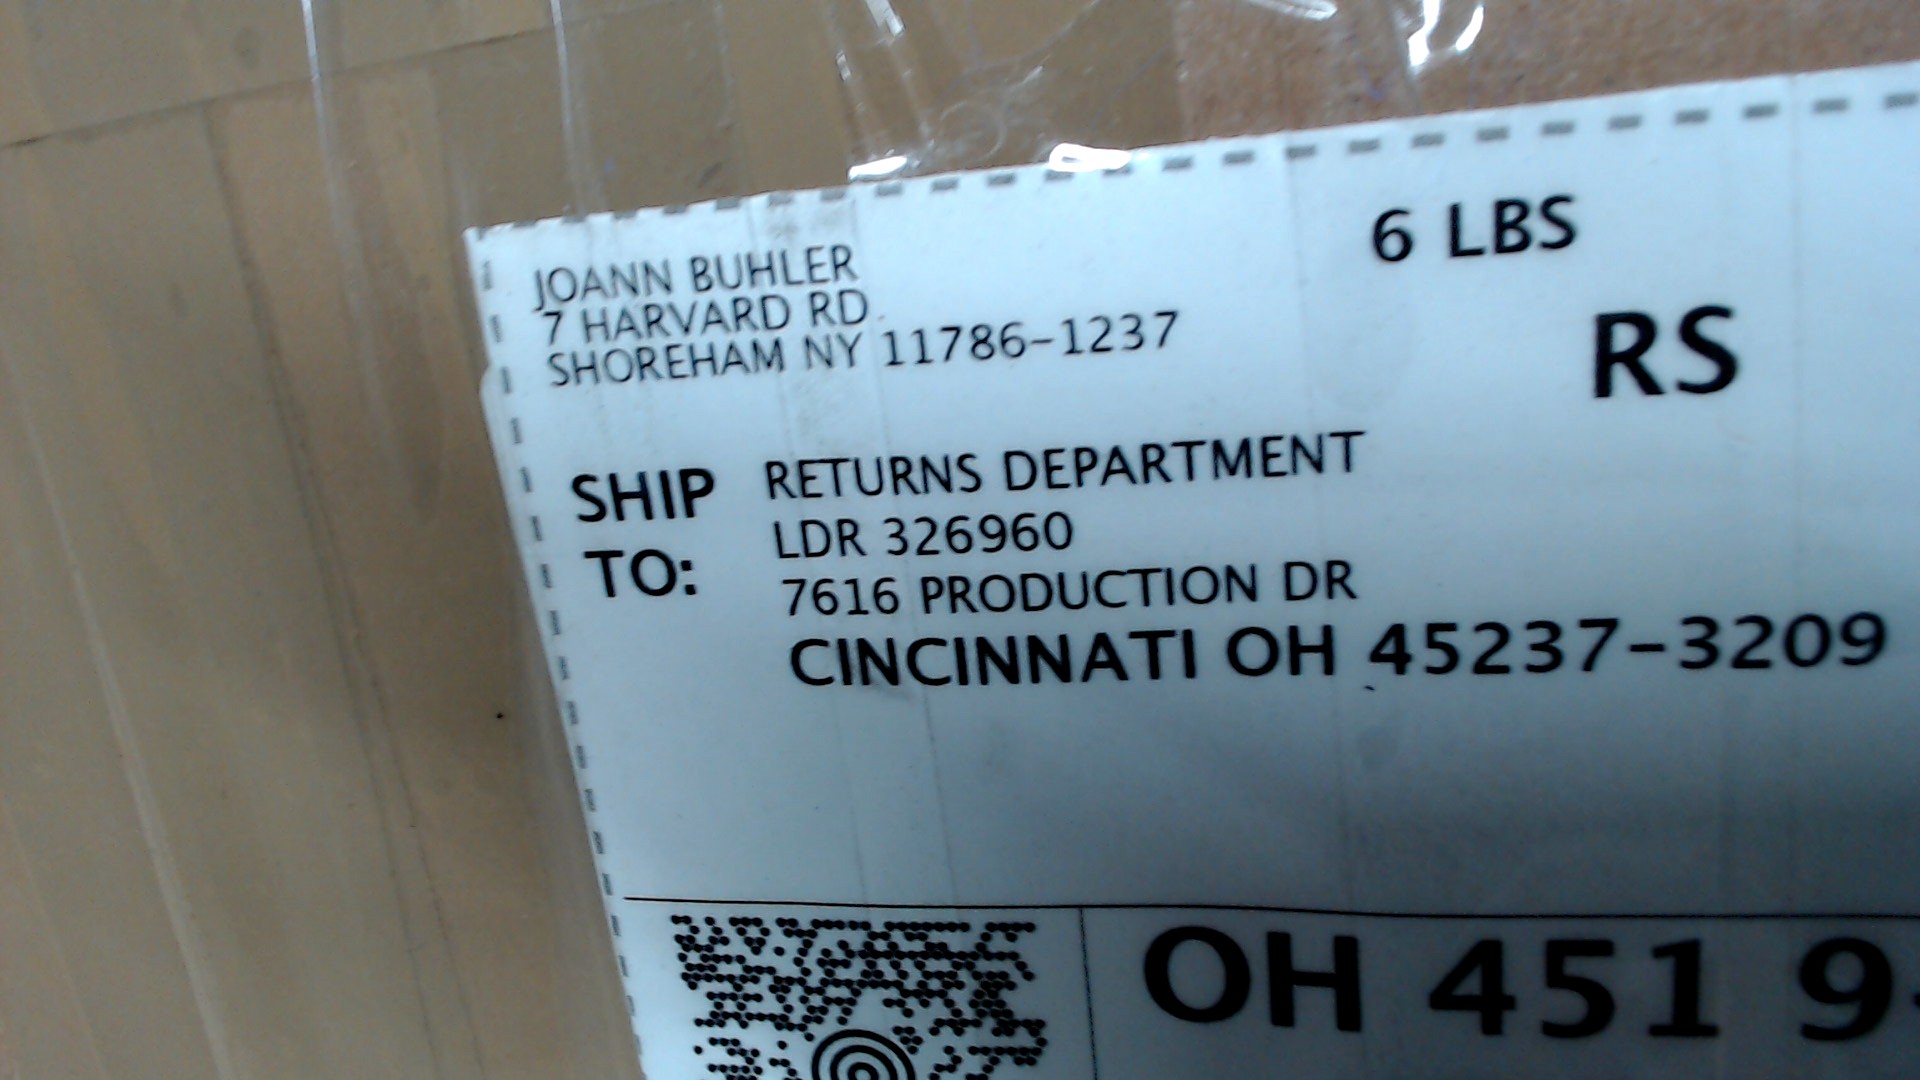 6 LBS
JOANN BUHLER
7 HARVARD RD
SHOREHAM NY 11786-1237
RS
SHIP TO:
RETURNS DEPARTMENT
LDR 326960
7616 PRODUCTION DR
CINCINNATI OH 45237-3209
OH 451 9-